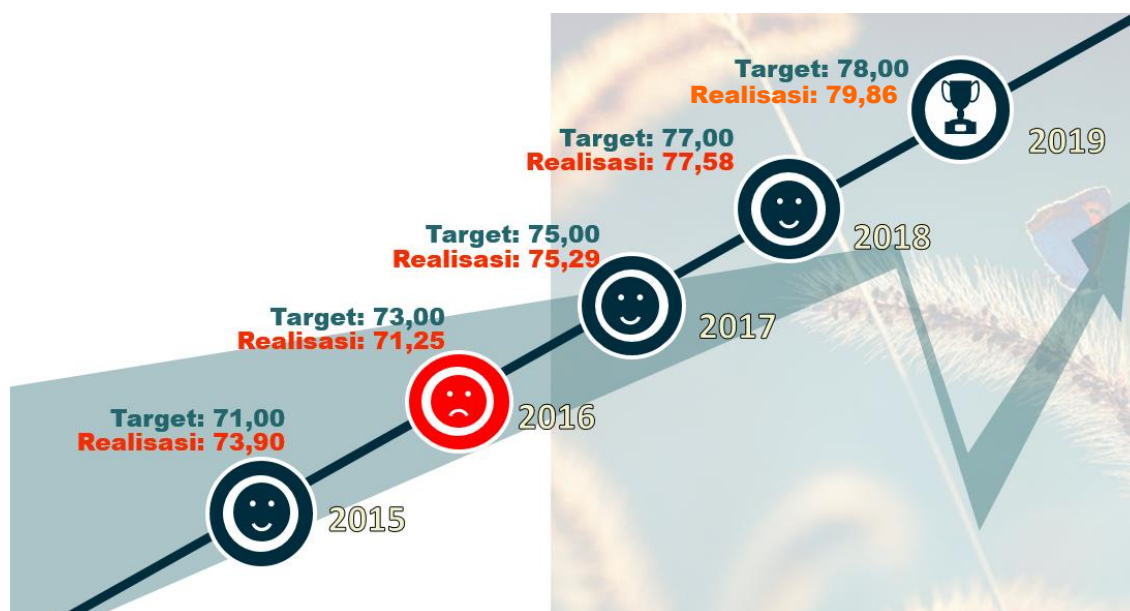 Target: 78,00
Realisasi: 79,86
2019
Target: 77,00
Realisasi: 77,58
2018
Target: 75,00
Realisasi: 75,29
2017
Target: 73,00
Realisasi: 71,25
2016
Target: 71,00
Realisasi: 73,90
2015